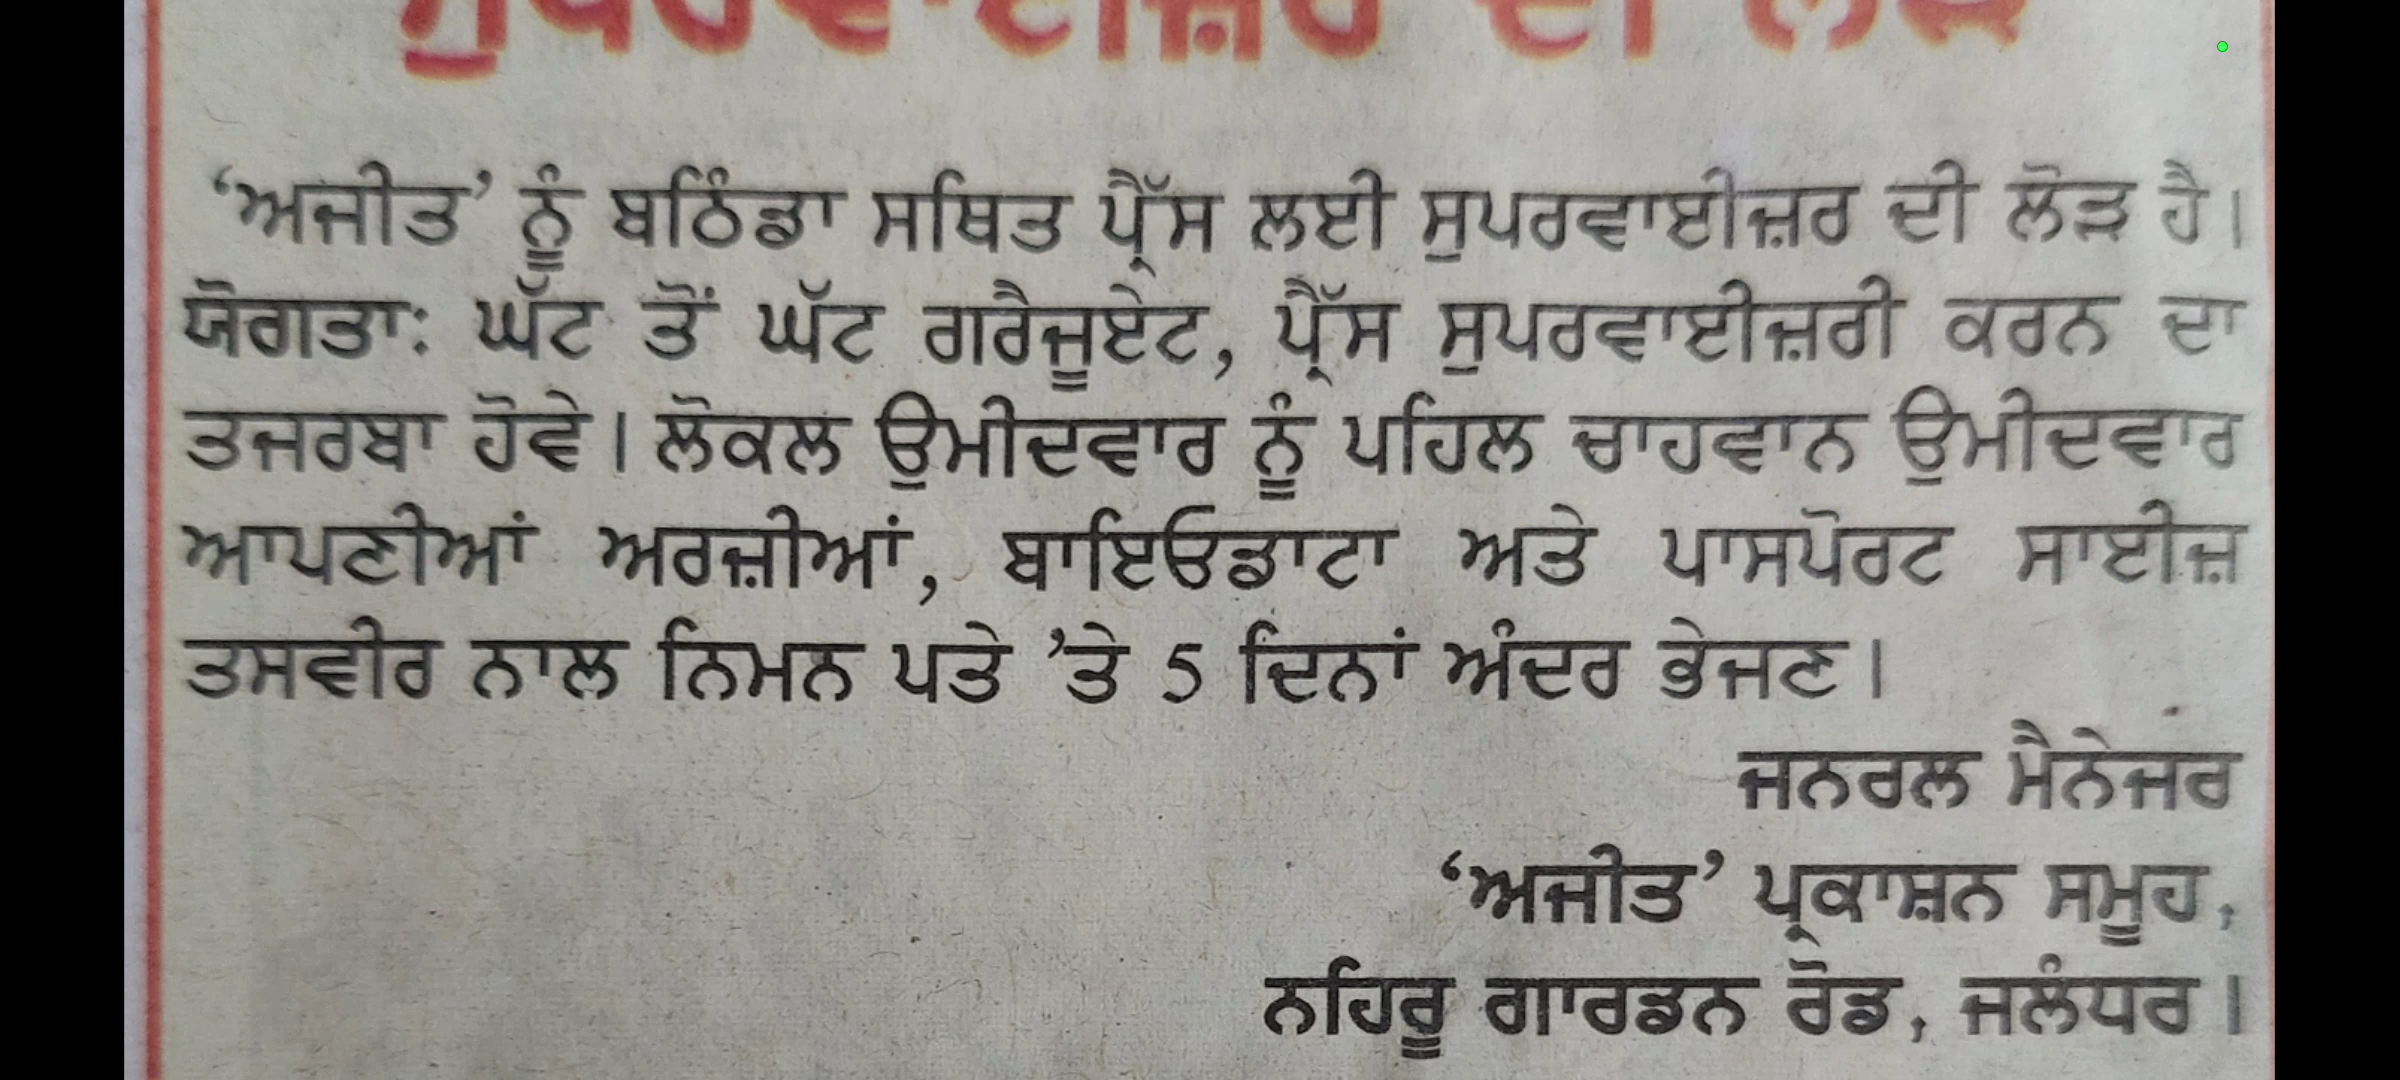 ਸੁਪਰਵਾਈਜ਼ਰ ਦੀ ਲੋੜ
‘ਅਜੀਤ’ ਨੂੰ ਬਠਿੰਡਾ ਸਥਿਤ ਪ੍ਰੈੱਸ ਲਈ ਸੁਪਰਵਾਈਜ਼ਰ ਦੀ ਲੋੜ ਹੈ।
ਯੋਗਤਾ: ਘੱਟ ਤੋਂ ਘੱਟ ਗਰੈਜੂਏਟ, ਪ੍ਰੈੱਸ ਸੁਪਰਵਾਈਜ਼ਰੀ ਕਰਨ ਦਾ
ਤਜਰਬਾ ਹੋਵੇ। ਲੋਕਲ ਉਮੀਦਵਾਰ ਨੂੰ ਪਹਿਲ ਚਾਹਵਾਨ ਉਮੀਦਵਾਰ
ਆਪਣੀਆਂ ਅਰਜ਼ੀਆਂ, ਬਾਇਓਡਾਟਾ ਅਤੇ ਪਾਸਪੋਰਟ ਸਾਈਜ਼
ਤਸਵੀਰ ਨਾਲ ਨਿਮਨ ਪਤੇ ’ਤੇ 5 ਦਿਨਾਂ ਅੰਦਰ ਭੇਜਣ।
ਜਨਰਲ ਮੈਨੇਜਰ
‘ਅਜੀਤ’ ਪ੍ਰਕਾਸ਼ਨ ਸਮੂਹ,
ਨਹਿਰੂ ਗਾਰਡਨ ਰੋਡ, ਜਲੰਧਰ।